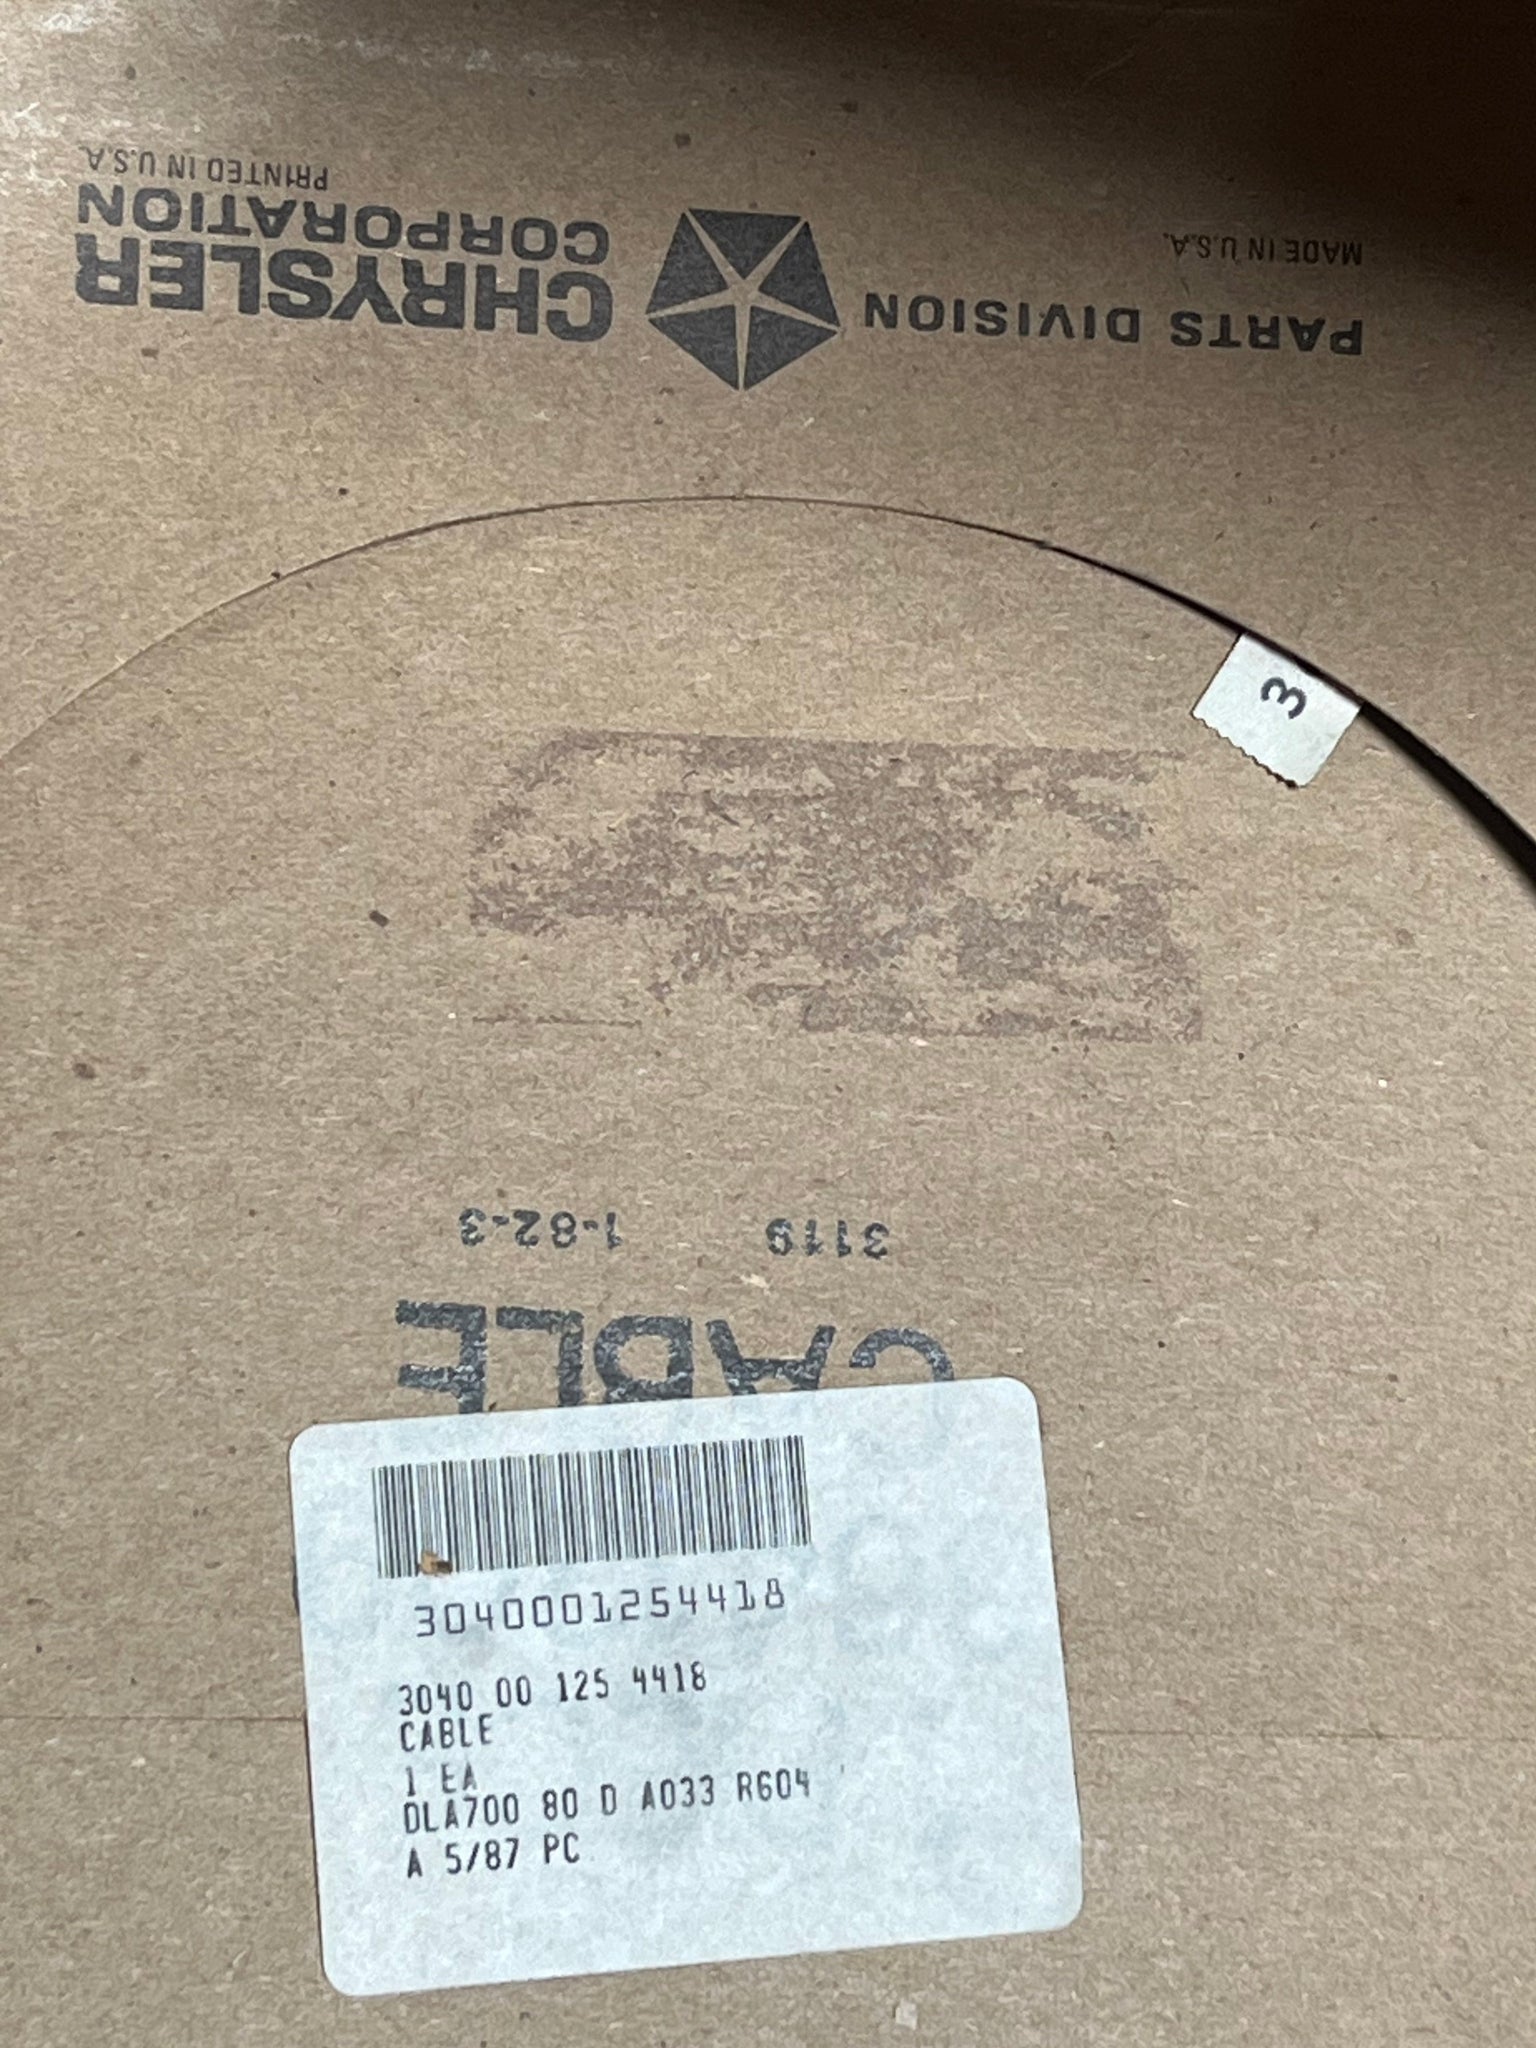 PRINTED IN U.S.A.
CHRYSLER
CORPORATION
PARTS DIVISION
MADE IN U.S.A.
3
3119 1-82-3
CABLE
3040001254418
3040 00 125 4418
CABLE
1 EA
DLA700 80 D A033 R604
A 5/87 PC